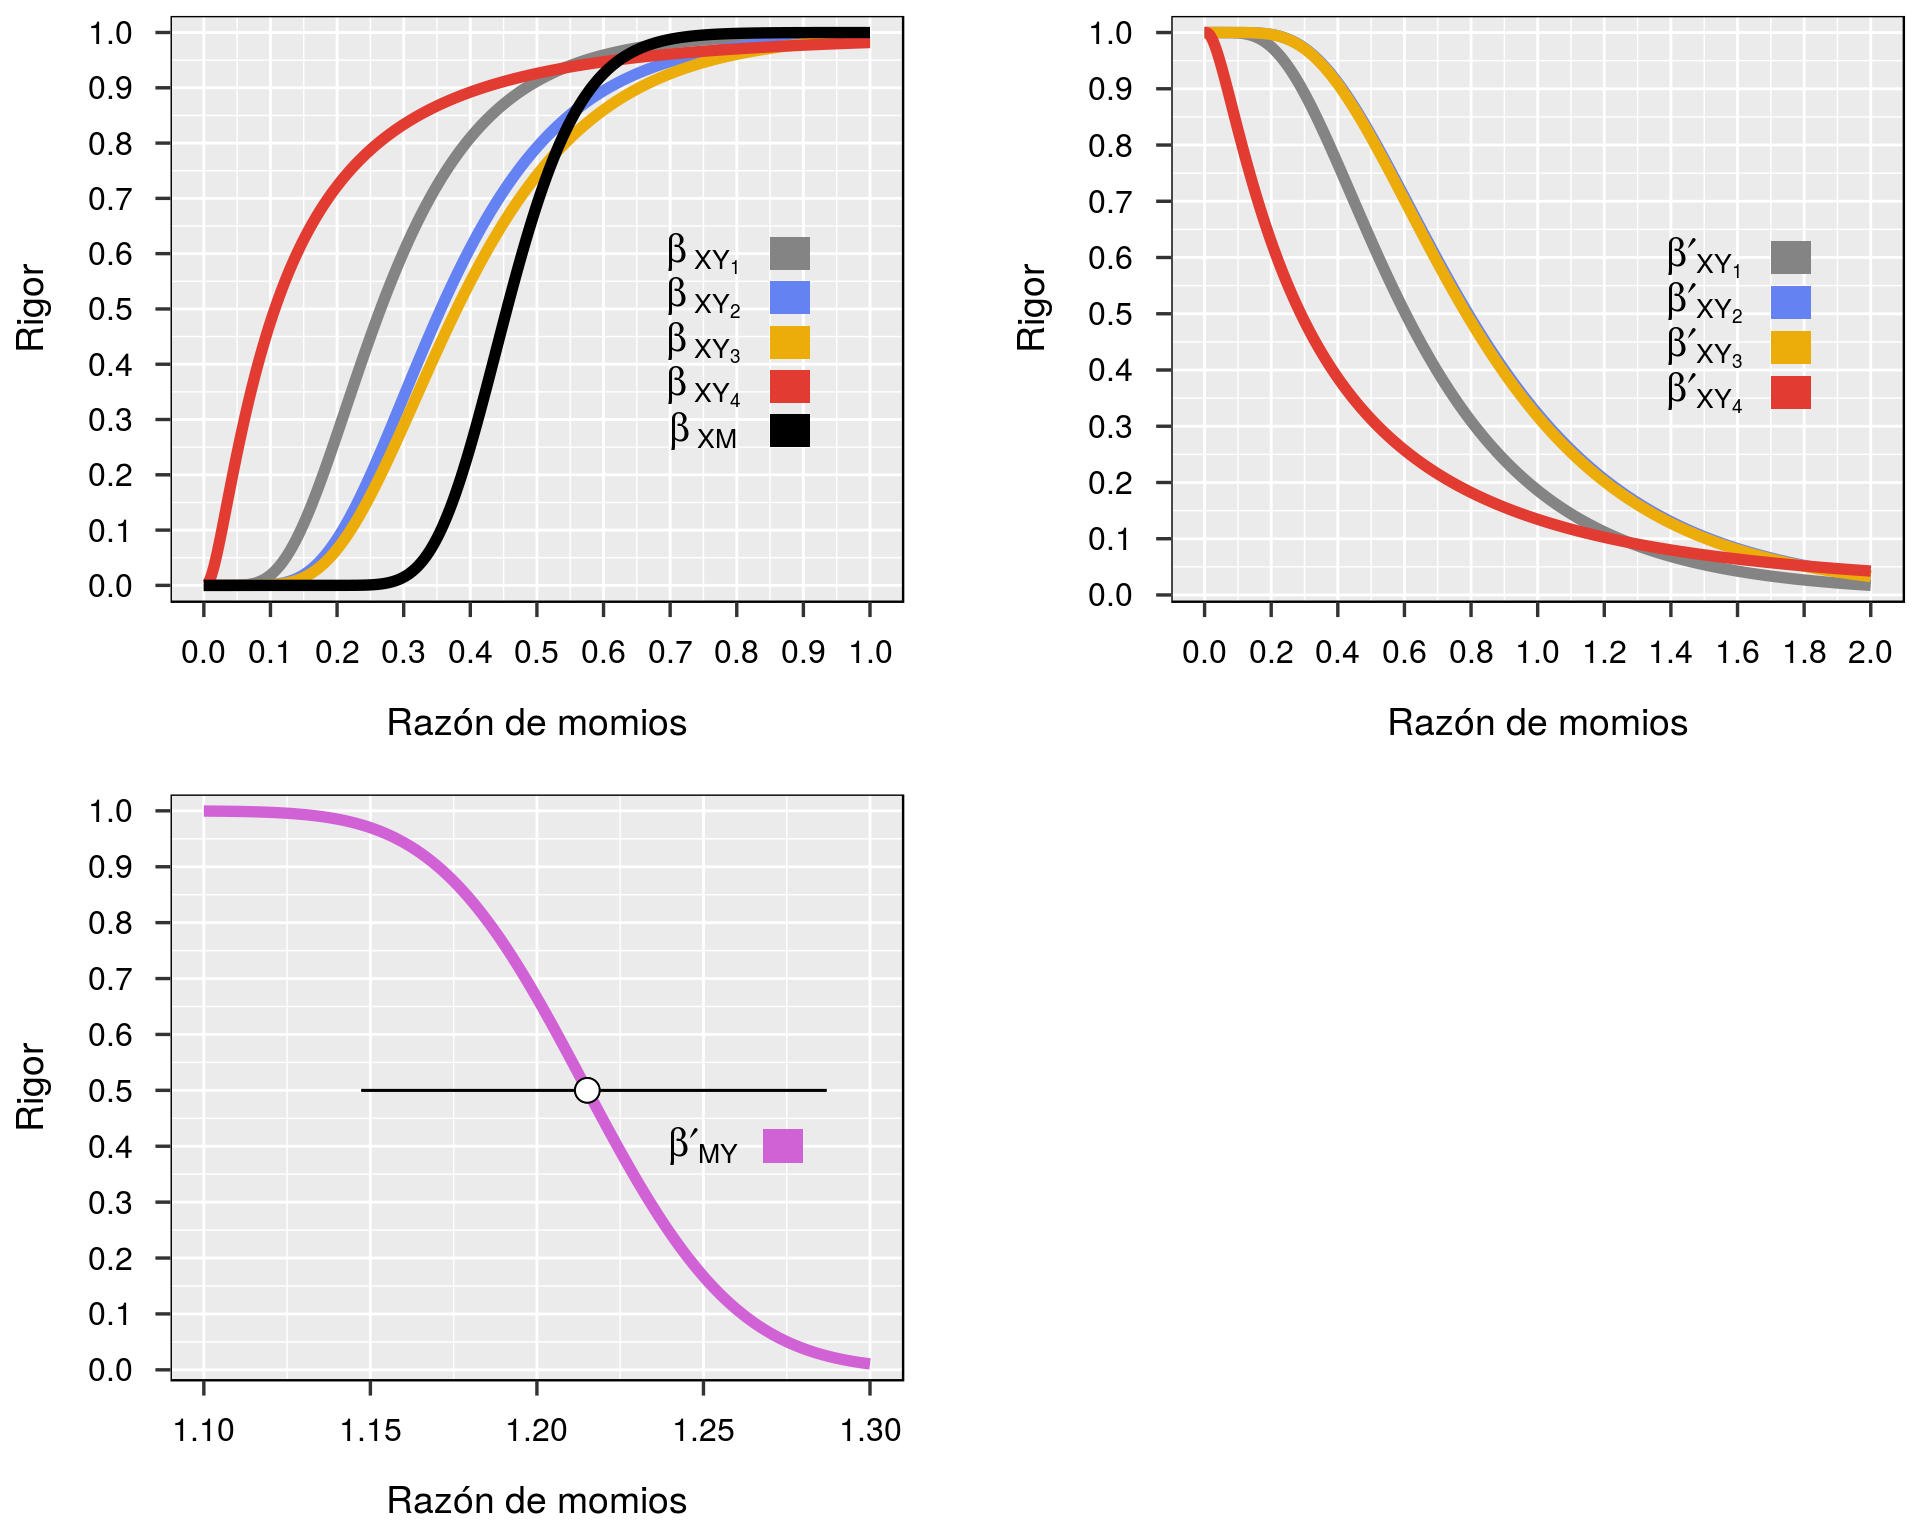 Rigor
1.0
0.9
0.8
0.7
0.6
0.5
0.4
0.3
0.2
0.1
0.0
β XY1
β XY2
β XY3
β XY4
β XM
0.0 0.1 0.2 0.3 0.4 0.5 0.6 0.7 0.8 0.9 1.0
Razón de momios
Rigor
1.0
0.9
0.8
0.7
0.6
0.5
0.4
0.3
0.2
0.1
0.0
β′XY1
β′XY2
β′XY3
β′XY4
0.0 0.2 0.4 0.6 0.8 1.0 1.2 1.4 1.6 1.8 2.0
Razón de momios
Rigor
1.0
0.9
0.8
0.7
0.6
0.5
0.4
0.3
0.2
0.1
0.0
β′MY
1.10 1.15 1.20 1.25 1.30
Razón de momios